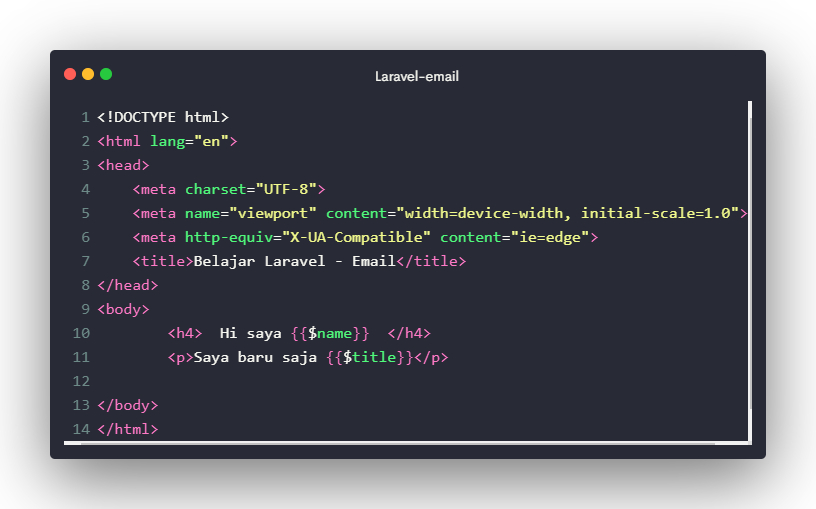 Laravel-email
1 <!DOCTYPE html>
2 <html lang="en">
3 <head>
4     <meta charset="UTF-8">
5     <meta name="viewport" content="width=device-width, initial-scale=1.0">
6     <meta http-equiv="X-UA-Compatible" content="ie=edge">
7     <title>Belajar Laravel - Email</title>
8 </head>
9 <body>
10         <h4>  Hi saya {{$name}}  </h4>
11         <p>Saya baru saja {{$title}}</p>
12
13 </body>
14 </html>